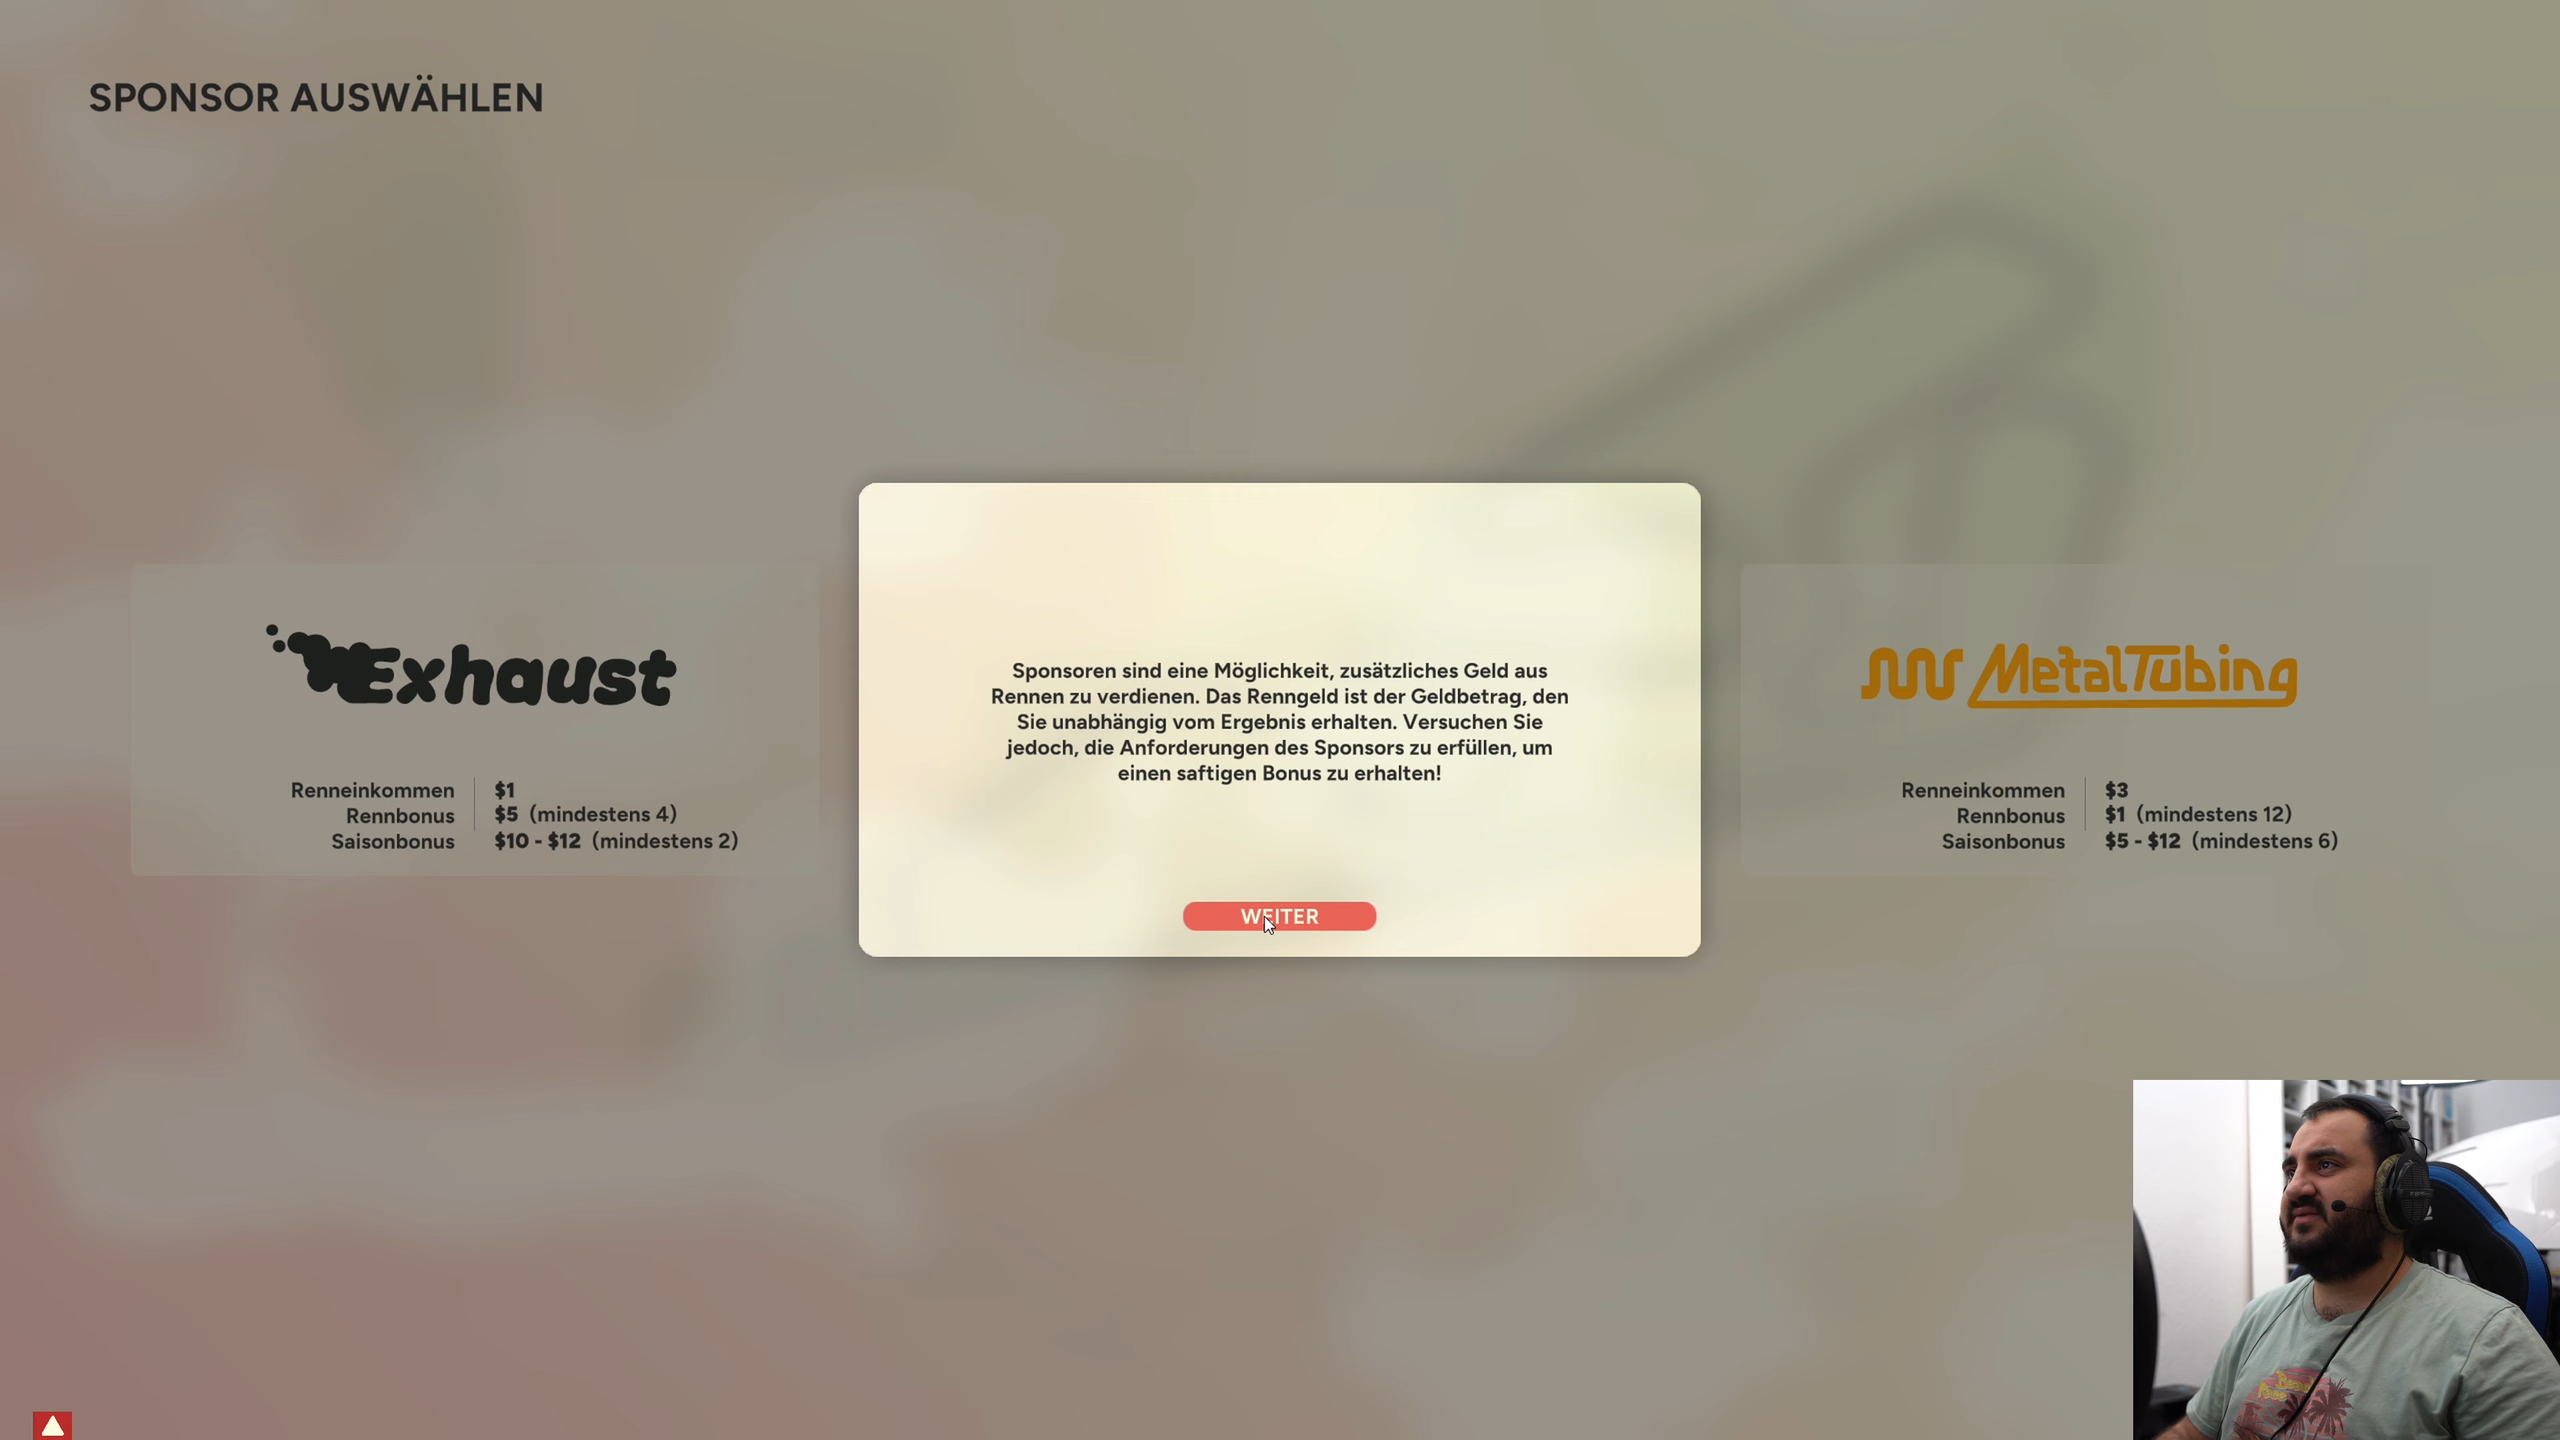 SPONSOR AUSWÄHLEN
Exhaust
Renneinkommen $1
Rennbonus $5 (mindestens 4)
Saisonbonus $10 - $12 (mindestens 2)
Sponsoren sind eine Möglichkeit, zusätzliches Geld aus
Rennen zu verdienen. Das Renngeld ist der Geldbetrag, den
Sie unabhängig vom Ergebnis erhalten. Versuchen Sie
jedoch, die Anforderungen des Sponsors zu erfüllen, um
einen saftigen Bonus zu erhalten!
WEITER
MetalTubing
Renneinkommen $3
Rennbonus $1 (mindestens 12)
Saisonbonus $5 - $12 (mindestens 6)